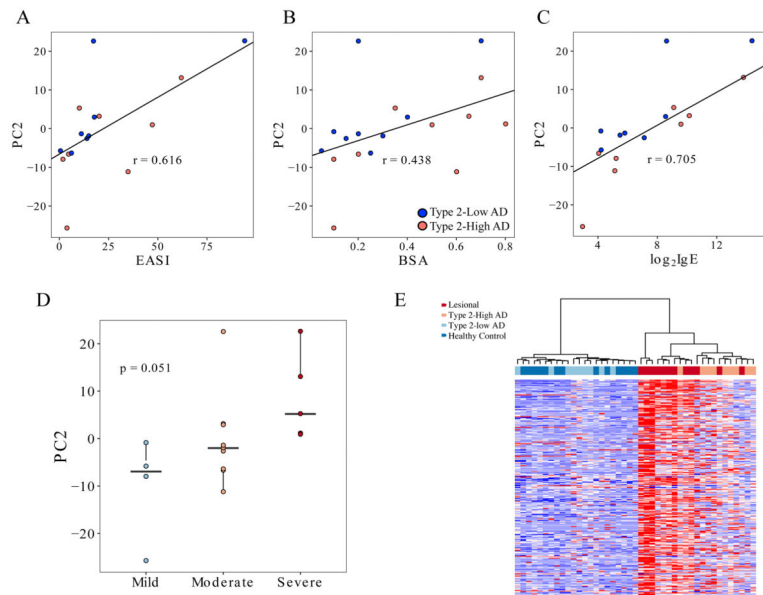 A
B
C
20
10
0
−10
−20
PC2
r = 0.616
0
25
50
75
EASI
20
10
0
−10
−20
PC2
r = 0.438
Type 2-Low AD
Type 2-High AD
0.2
0.4
0.6
0.8
BSA
20
10
0
−10
−20
PC2
r = 0.705
4
8
12
log₂IgE
D
20
10
0
−10
−20
PC2
p = 0.051
Mild
Moderate
Severe
E
Lesional
Type 2-High AD
Type 2-low AD
Healthy Control